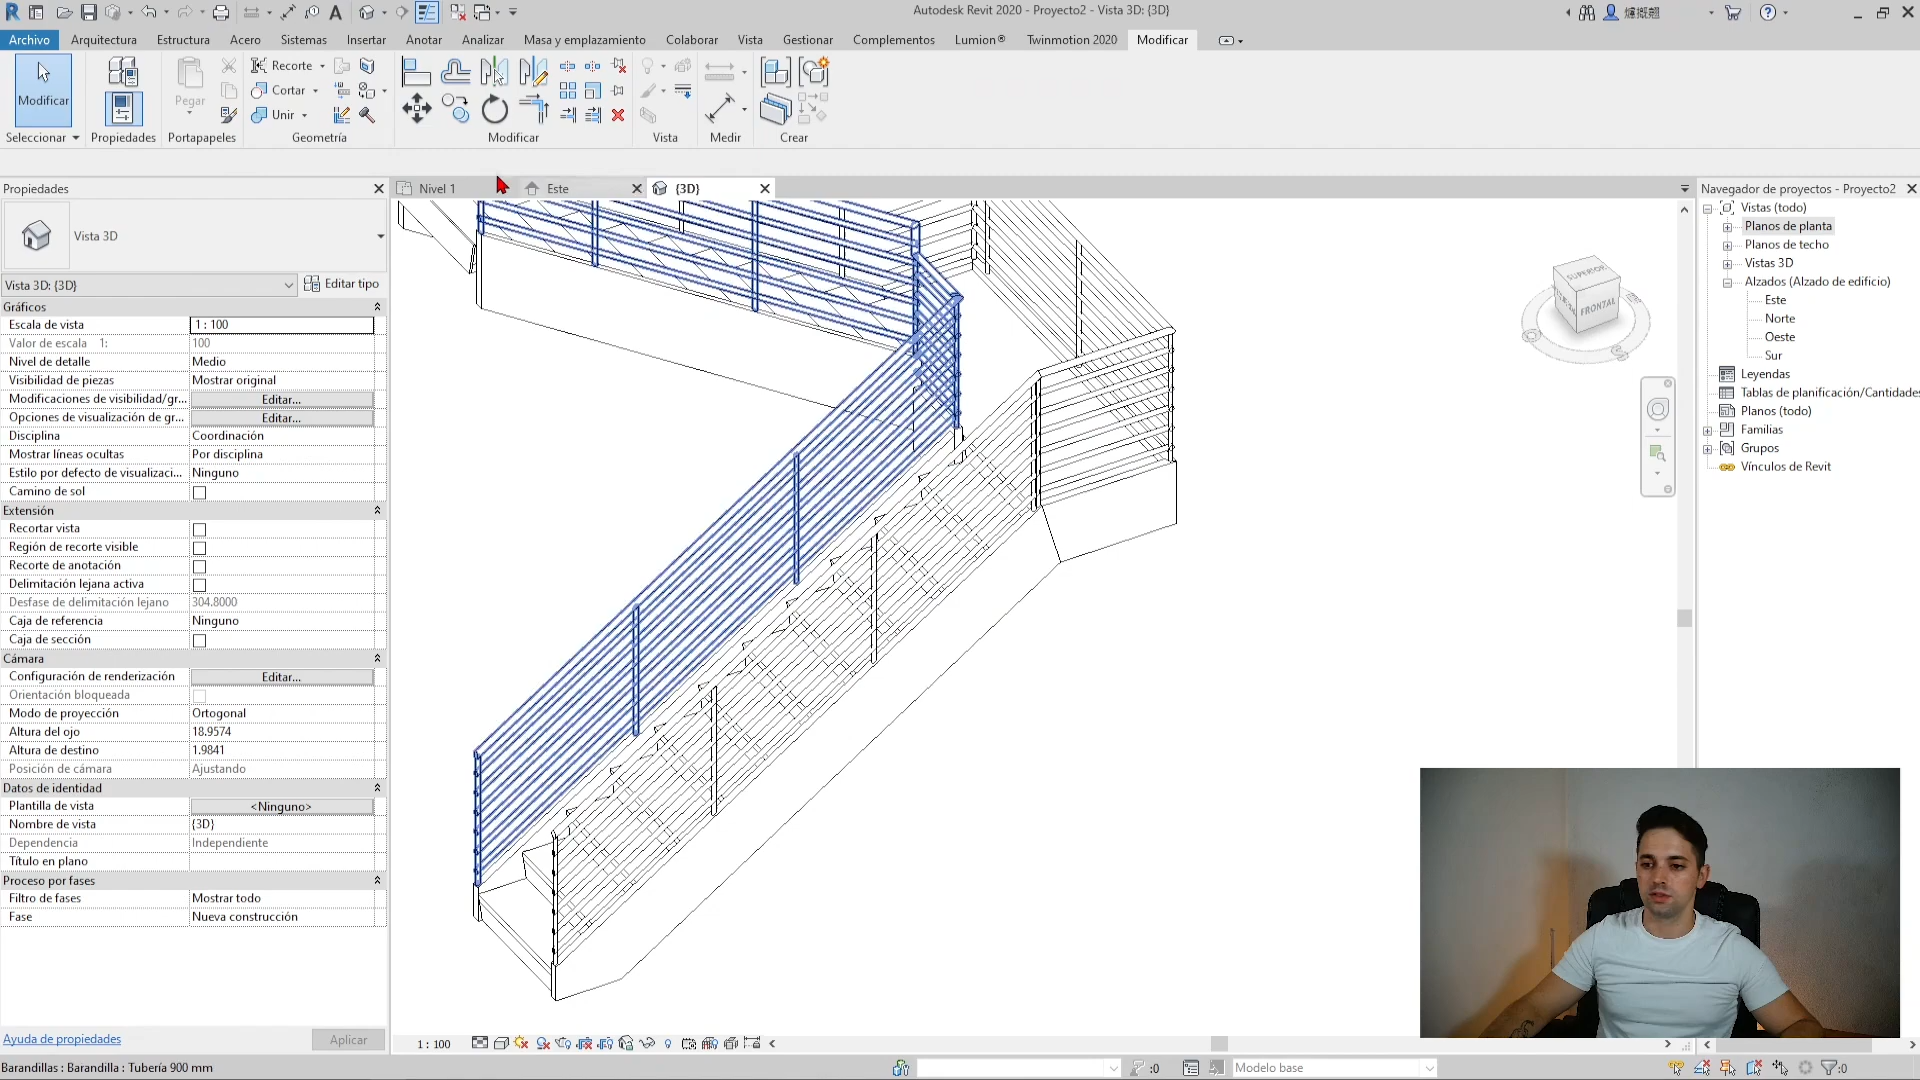 Autodesk Revit 2020 - Proyecto2 - Vista 3D: {3D}
Archivo Arquitectura Estructura Acero Sistemas Insertar Anotar Analizar Masa y emplazamiento Colaborar Vista Gestionar Complementos Lumion® Twinmotion 2020 Modificar
Modificar
Pegar
Recorte
Cortar
Unir
Seleccionar Propiedades Portapapeles Geometría Modificar Vista Medir Crear
Propiedades
Nivel 1 Este {3D}
Vista 3D
Vista 3D: {3D} Editar tipo
Gráficos
Escala de vista 1 : 100
Valor de escala 1: 100
Nivel de detalle Medio
Visibilidad de piezas Mostrar original
Modificaciones de visibilidad/gr... Editar...
Opciones de visualización de gr... Editar...
Disciplina Coordinación
Mostrar líneas ocultas Por disciplina
Estilo por defecto de visualizaci... Ninguno
Camino de sol
Extensión
Recortar vista
Región de recorte visible
Recorte de anotación
Delimitación lejana activa
Desfase de delimitación lejano 304.8000
Caja de referencia Ninguno
Caja de sección
Cámara
Configuración de renderización Editar...
Orientación bloqueada
Modo de proyección Ortogonal
Altura del ojo 18.9574
Altura de destino 1.9841
Posición de cámara Ajustando
Datos de identidad
Plantilla de vista <Ninguno>
Nombre de vista {3D}
Dependencia Independiente
Título en plano
Proceso por fases
Filtro de fases Mostrar todo
Fase Nueva construcción
Ayuda de propiedades Aplicar
SUPERIOR
FRONTAL
Navegador de proyectos - Proyecto2
Vistas (todo)
Planos de planta
Planos de techo
Vistas 3D
Alzados (Alzado de edificio)
Este
Norte
Oeste
Sur
Leyendas
Tablas de planificación/Cantidades
Planos (todo)
Familias
Grupos
Vínculos de Revit
1 : 100
Barandillas : Barandilla : Tubería 900 mm
:0
Modelo base
:0